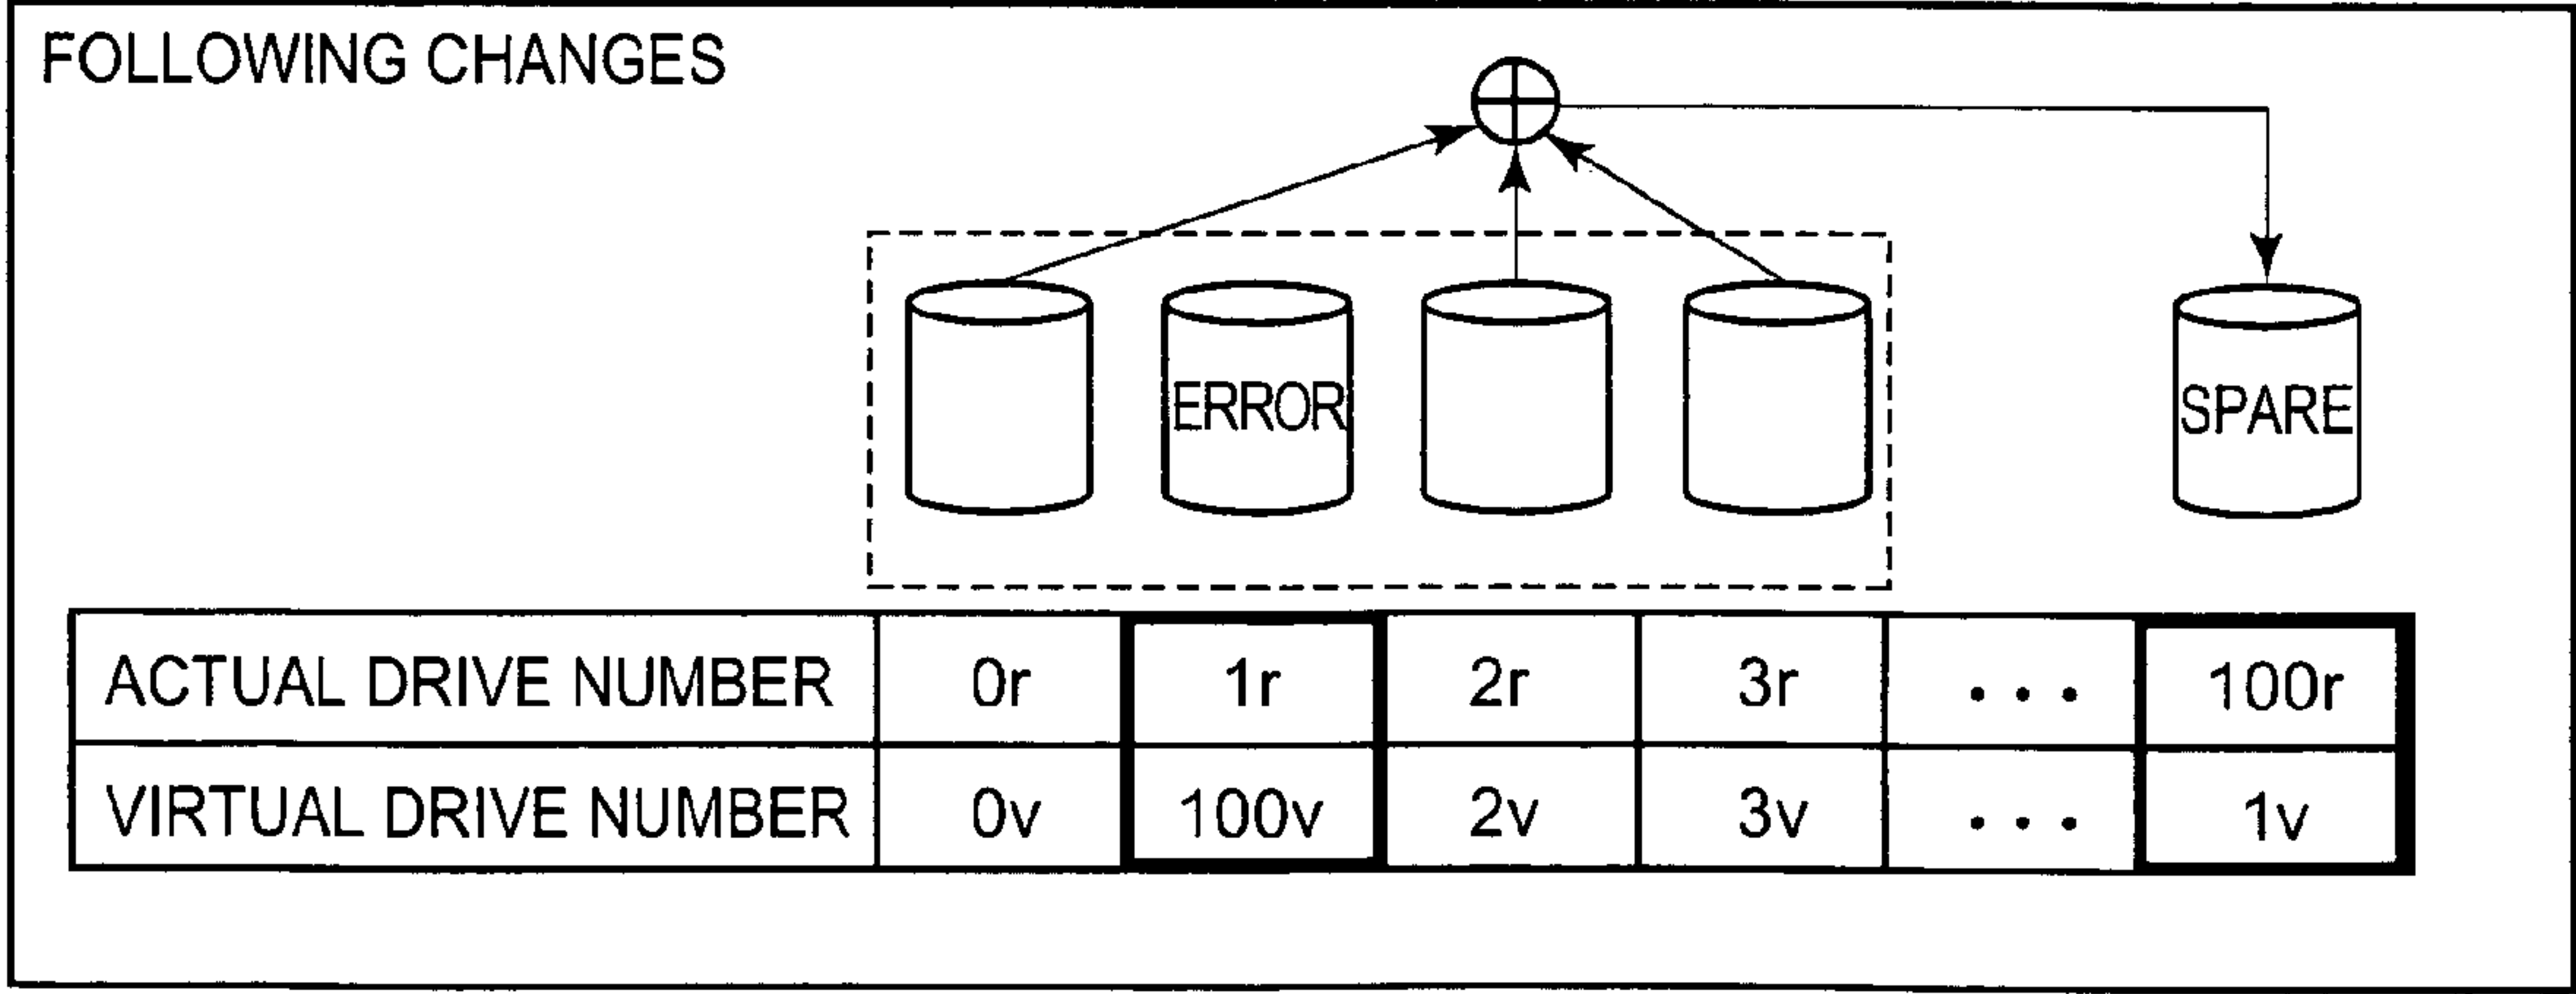 FOLLOWING CHANGES
ERROR
SPARE
ACTUAL DRIVE NUMBER 0r 1r 2r 3r ... 100r
VIRTUAL DRIVE NUMBER 0v 100v 2v 3v ... 1v